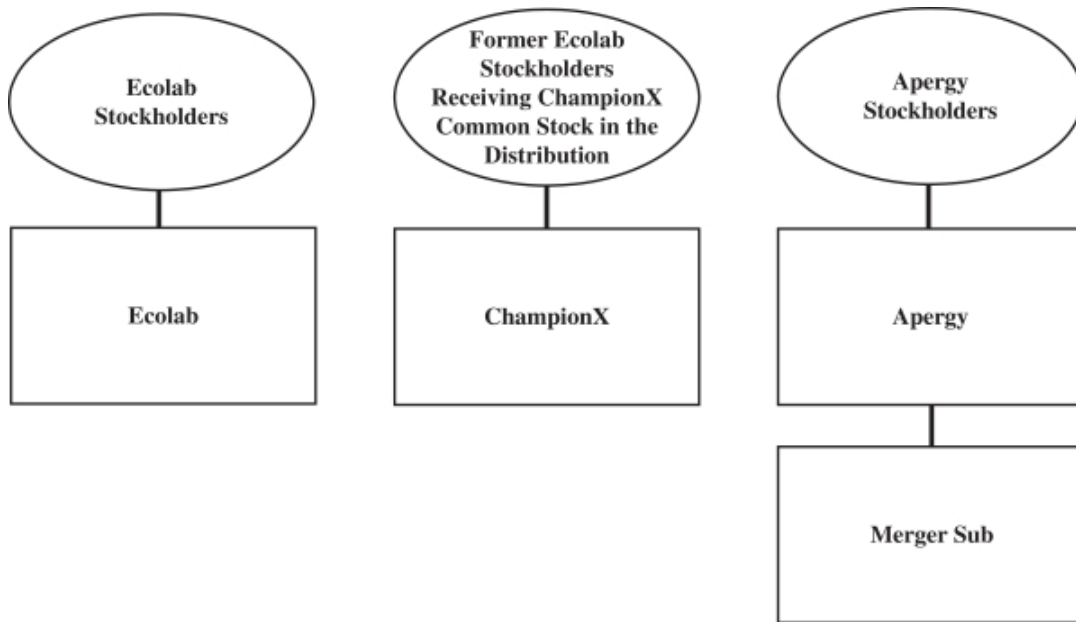 Ecolab
Stockholders
Former Ecolab
Stockholders
Receiving ChampionX
Common Stock in the
Distribution
Apergy
Stockholders
Ecolab
ChampionX
Apergy
Merger Sub